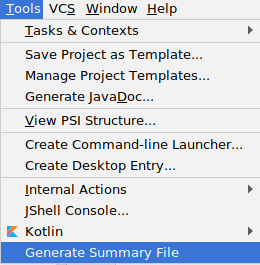 Tools VCS Window Help
Tasks & Contexts
Save Project as Template...
Manage Project Templates...
Generate JavaDoc...
View PSI Structure...
Create Command-line Launcher...
Create Desktop Entry...
Internal Actions
JShell Console...
Kotlin
Generate Summary File